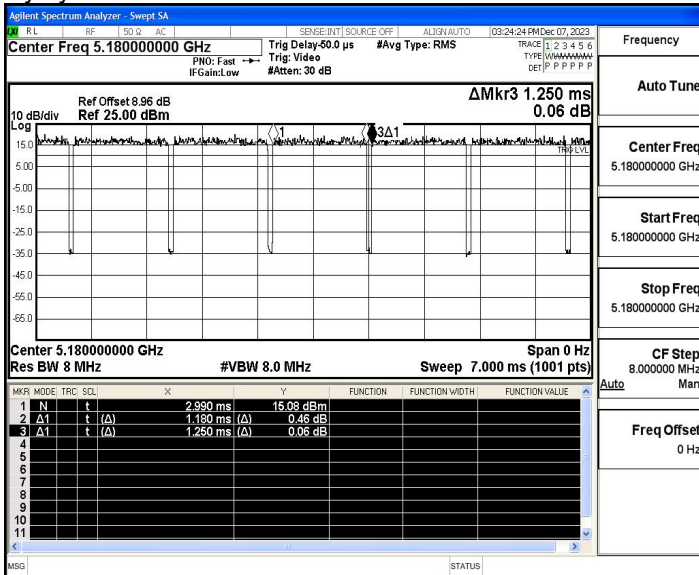 Agilent Spectrum Analyzer - Swept SA
LXI RL RF 50 Ω AC SENSE:INT SOURCE OFF ALIGN AUTO 03:24:24 PM Dec 07, 2023
Center Freq 5.180000000 GHz Trig Delay-50.0 µs #Avg Type: RMS TRACE 1 2 3 4 5 6
PNO: Fast Trig: Video TYPE
IFGain:Low #Atten: 30 dB DET P P P P P P
Ref Offset 8.96 dB ΔMkr3 1.250 ms
10 dB/div Ref 25.00 dBm 0.06 dB
Log
1 3Δ1
15.0
TRIG LVL
5.00
-5.00
-15.0
-25.0
-35.0
-45.0
-55.0
-65.0
Center 5.180000000 GHz Span 0 Hz
Res BW 8 MHz #VBW 8.0 MHz Sweep 7.000 ms (1001 pts)
MKR MODE TRC SCL X Y FUNCTION FUNCTION WIDTH FUNCTION VALUE
1 N t 2.990 ms 15.08 dBm
2 Δ1 t (Δ) 1.180 ms (Δ) 0.46 dB
3 Δ1 t (Δ) 1.250 ms (Δ) 0.06 dB
4
5
6
7
8
9
10
11
MSG STATUS
Frequency
Auto Tune
Center Freq
5.180000000 GHz
Start Freq
5.180000000 GHz
Stop Freq
5.180000000 GHz
CF Step
8.000000 MHz
Auto Man
Freq Offset
0 Hz